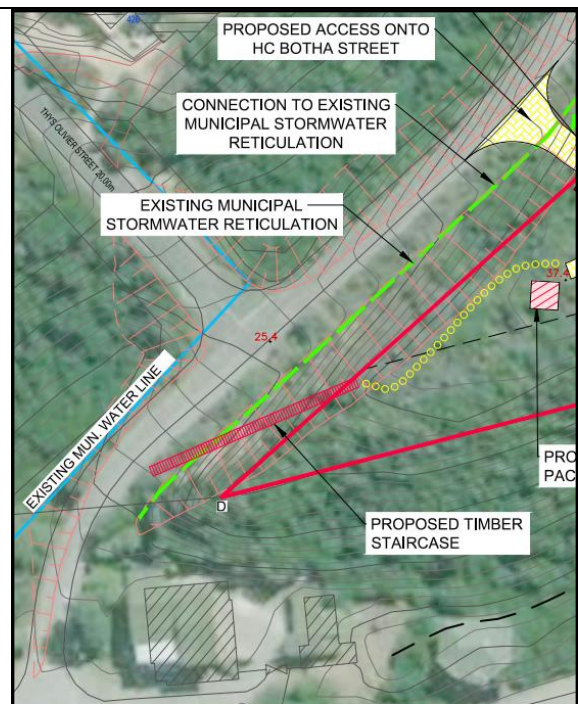 PROPOSED ACCESS ONTO
HC BOTHA STREET
CONNECTION TO EXISTING
MUNICIPAL STORMWATER
RETICULATION
THYS OLIVIER STREET 20.00m
EXISTING MUNICIPAL
STORMWATER RETICULATION
37.4
25.4
EXISTING MUN. WATER LINE
PRO
PAC
D
PROPOSED TIMBER
STAIRCASE